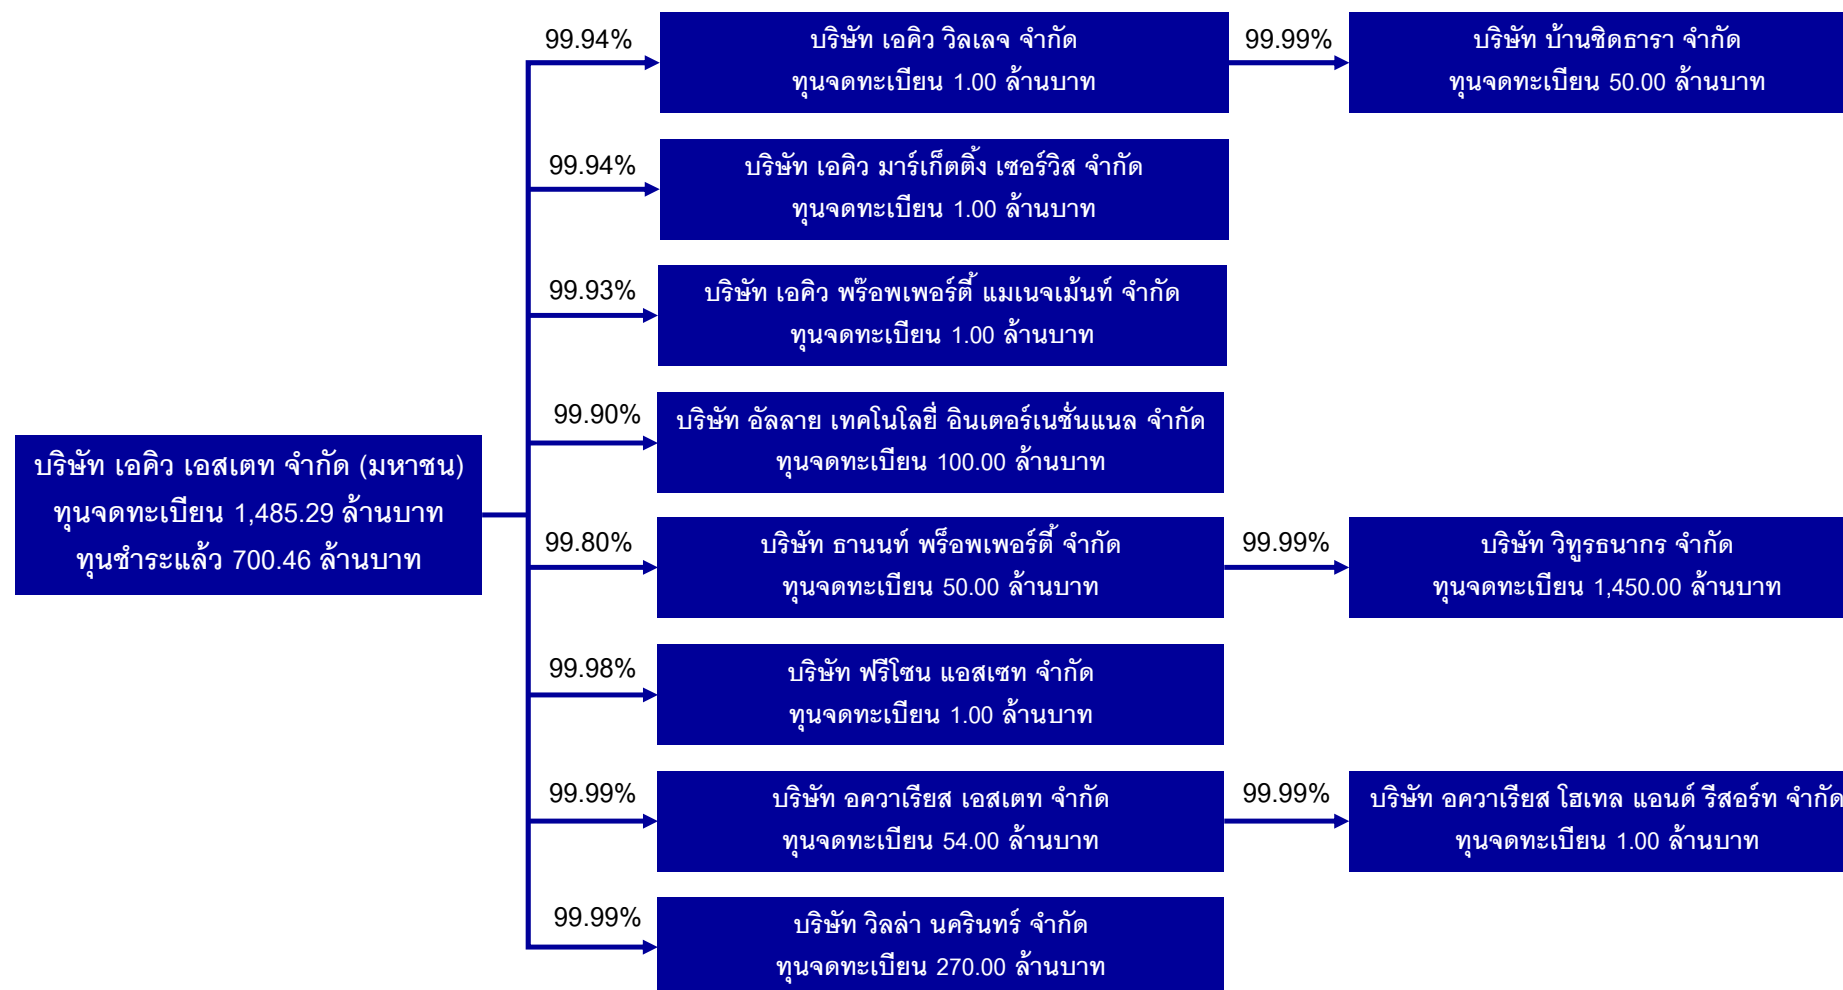 99.94%
บริษัท เอคิว วิลเลจ จำกัด
ทุนจดทะเบียน 1.00 ล้านบาท
99.99%
บริษัท บ้านชิดธารา จำกัด
ทุนจดทะเบียน 50.00 ล้านบาท
99.94%
บริษัท เอคิว มาร์เก็ตติ้ง เซอร์วิส จำกัด
ทุนจดทะเบียน 1.00 ล้านบาท
99.93%
บริษัท เอคิว พร๊อพเพอร์ตี้ แมเนจเม้นท์ จำกัด
ทุนจดทะเบียน 1.00 ล้านบาท
99.90%
บริษัท อัลลาย เทคโนโลยี่ อินเตอร์เนชั่นแนล จำกัด
ทุนจดทะเบียน 100.00 ล้านบาท
บริษัท เอคิว เอสเตท จำกัด (มหาชน)
ทุนจดทะเบียน 1,485.29 ล้านบาท
ทุนชำระแล้ว 700.46 ล้านบาท
99.80%
บริษัท ธานนท์ พร็อพเพอร์ตี้ จำกัด
ทุนจดทะเบียน 50.00 ล้านบาท
99.99%
บริษัท วิทูรธนากร จำกัด
ทุนจดทะเบียน 1,450.00 ล้านบาท
99.98%
บริษัท ฟรีโซน แอสเซท จำกัด
ทุนจดทะเบียน 1.00 ล้านบาท
99.99%
บริษัท อควาเรียส เอสเตท จำกัด
ทุนจดทะเบียน 54.00 ล้านบาท
99.99%
บริษัท อควาเรียส โฮเทล แอนด์ รีสอร์ท จำกัด
ทุนจดทะเบียน 1.00 ล้านบาท
99.99%
บริษัท วิลล่า นครินทร์ จำกัด
ทุนจดทะเบียน 270.00 ล้านบาท